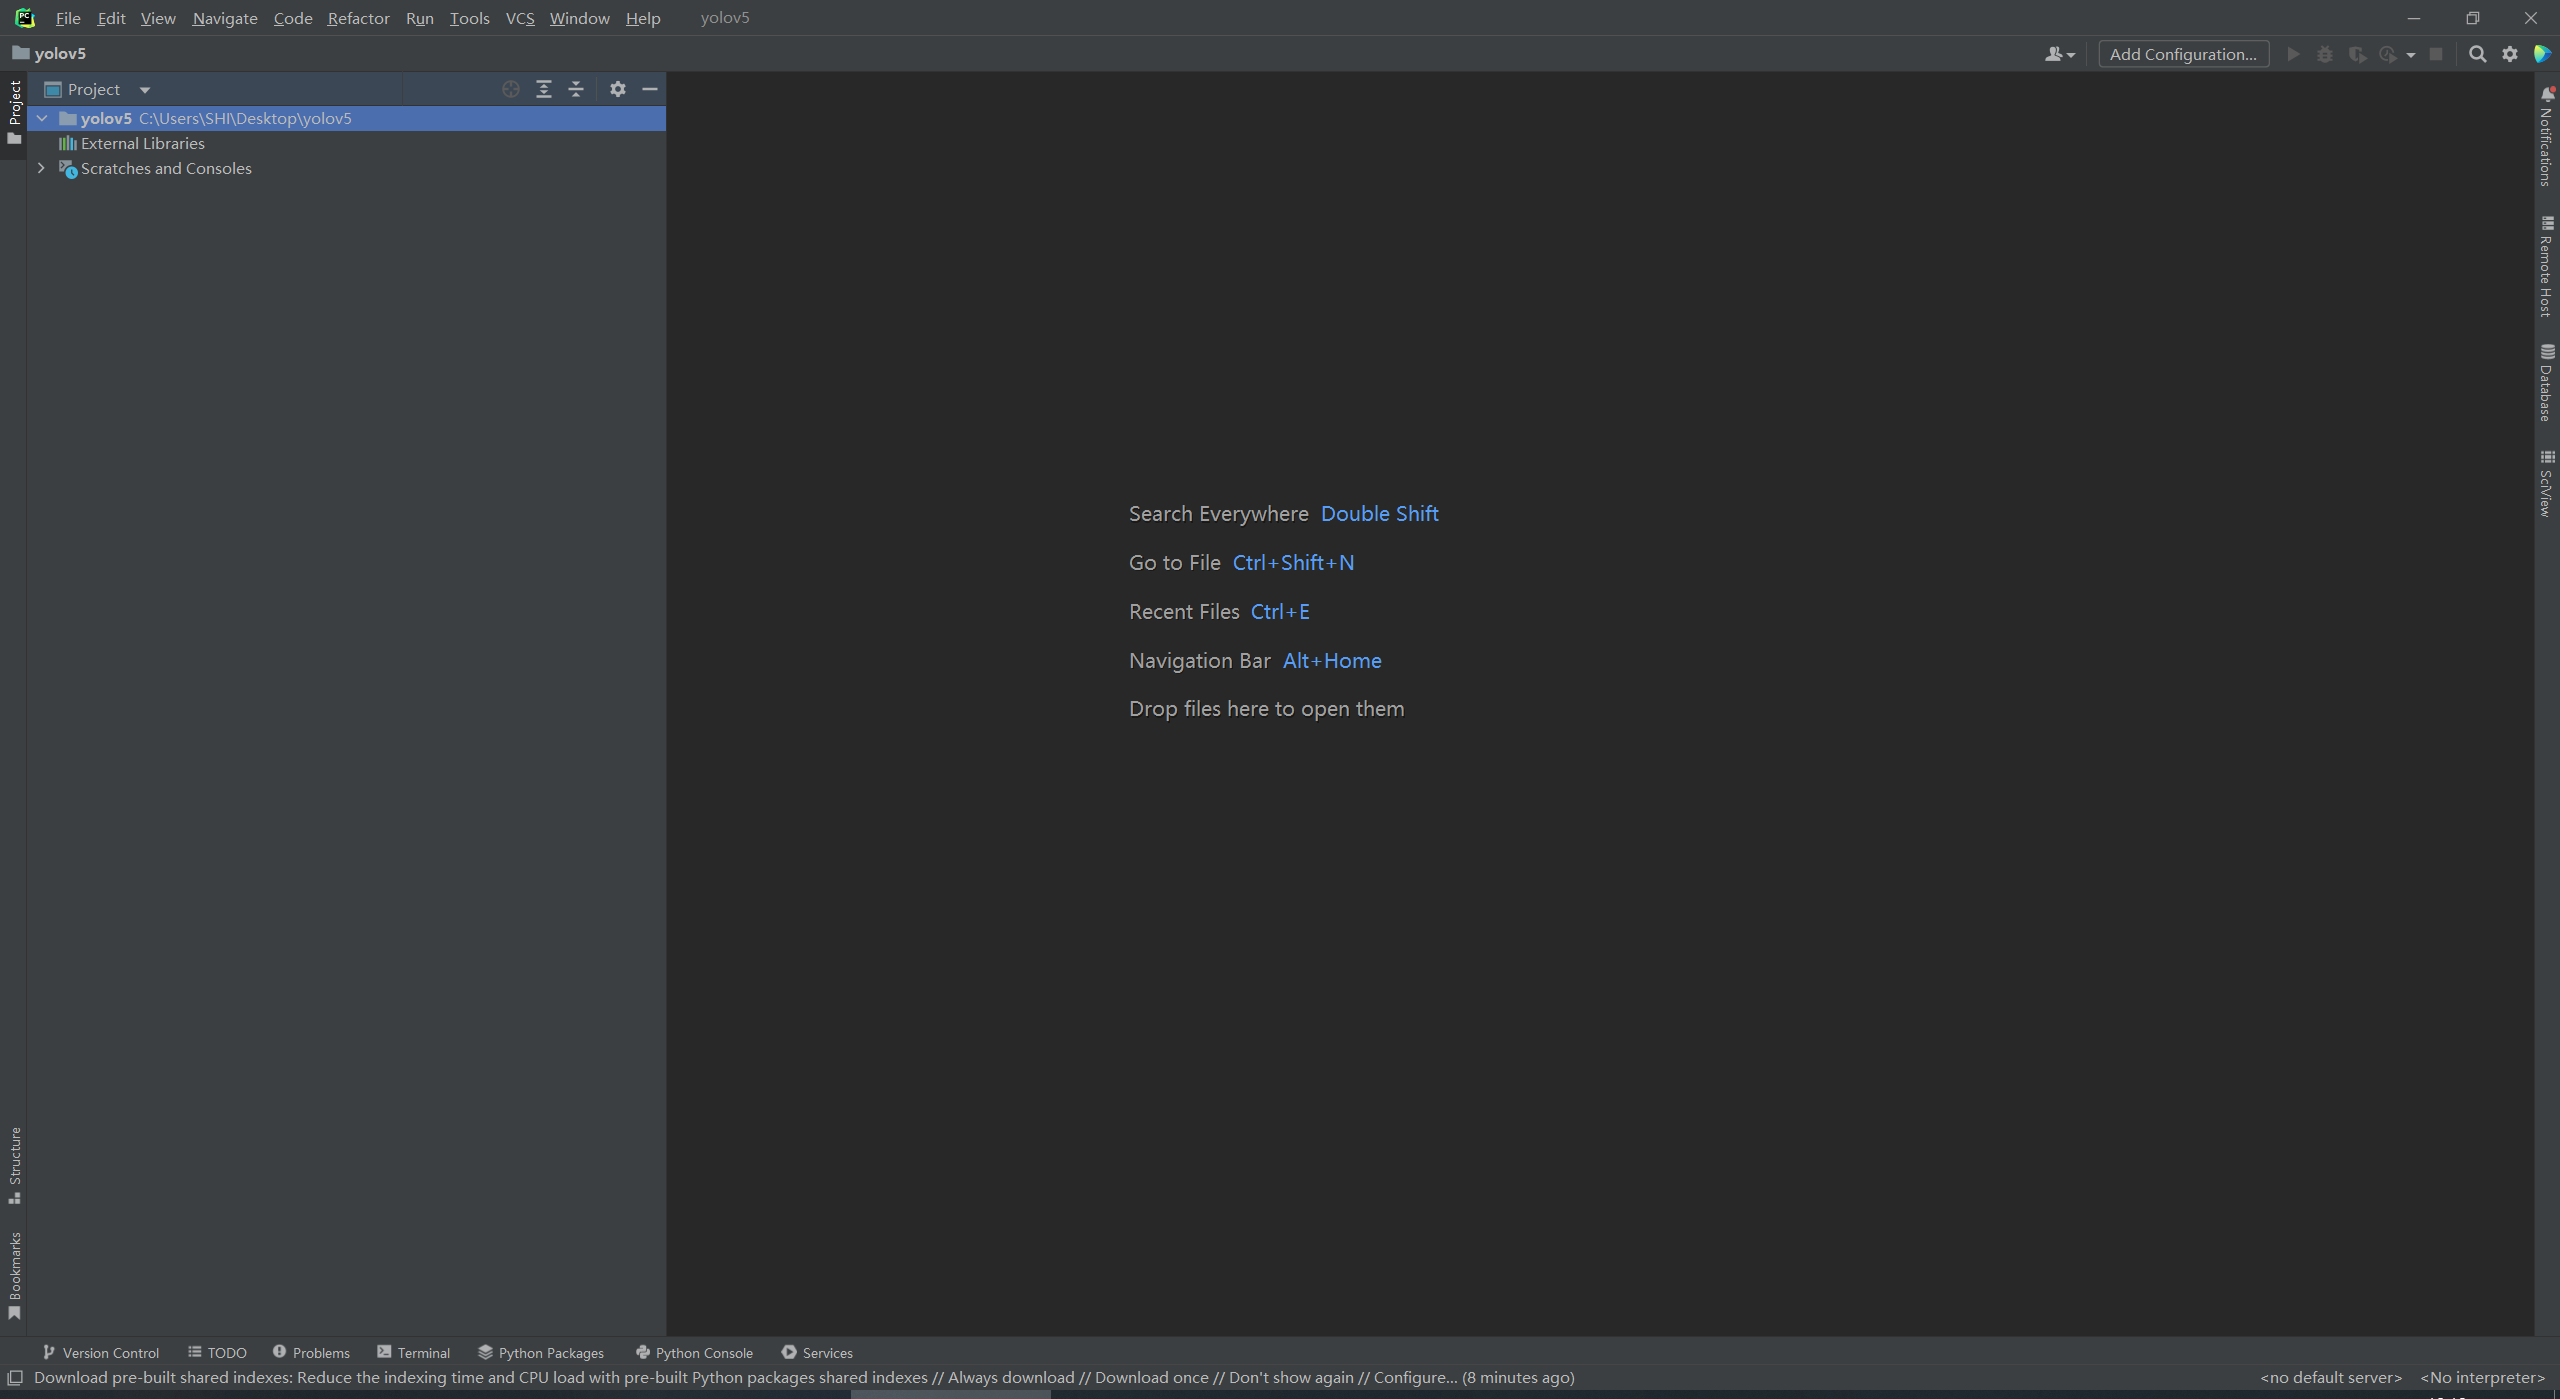 File Edit View Navigate Code Refactor Run Tools VCS Window Help yolov5
yolov5 Add Configuration...
Project
Project
yolov5 C:\Users\SHI\Desktop\yolov5
External Libraries
Scratches and Consoles
Search Everywhere Double Shift
Go to File Ctrl+Shift+N
Recent Files Ctrl+E
Navigation Bar Alt+Home
Drop files here to open them
Notifications
Remote Host
Database
SciView
Structure
Bookmarks
Version Control TODO Problems Terminal Python Packages Python Console Services
Download pre-built shared indexes: Reduce the indexing time and CPU load with pre-built Python packages shared indexes // Always download // Download once // Don't show again // Configure... (8 minutes ago) <no default server> <No interpreter>